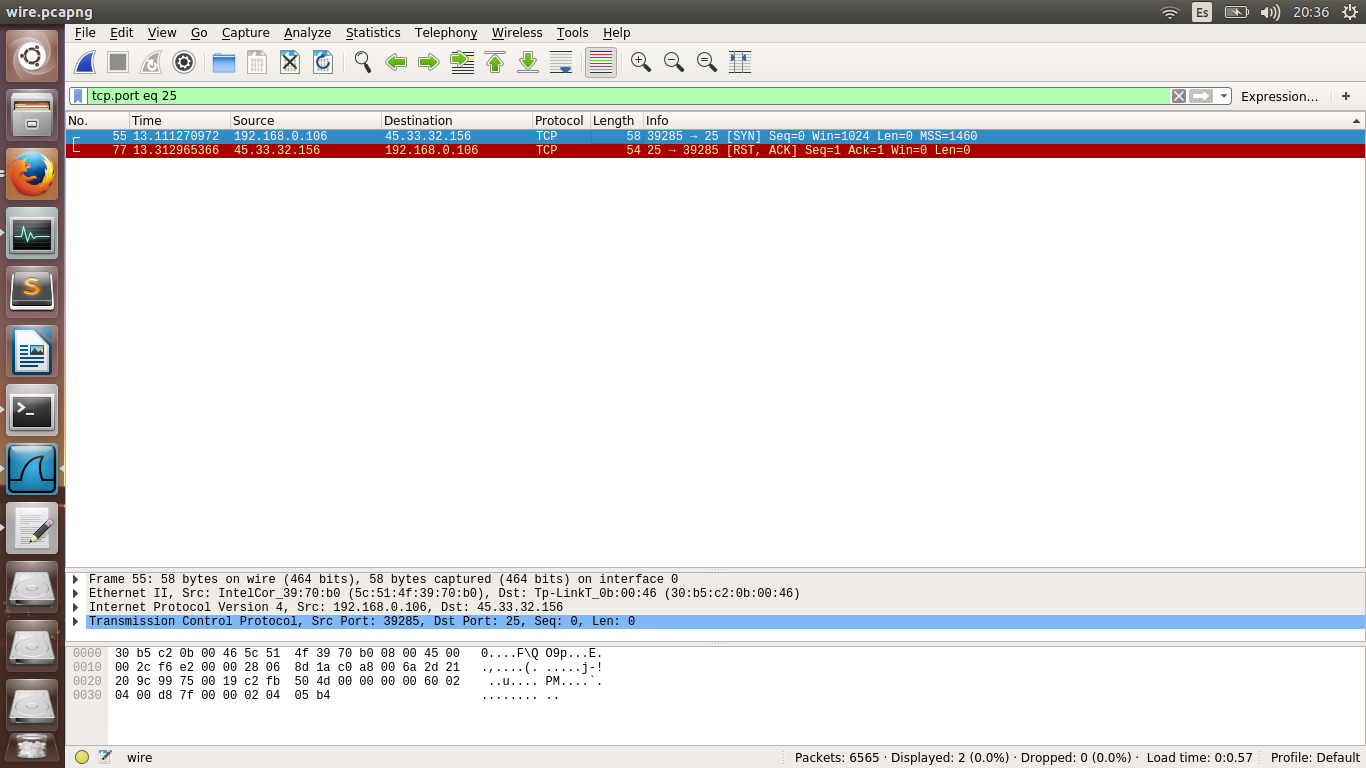 wire.pcapng
Es
20:36
File Edit View Go Capture Analyze Statistics Telephony Wireless Tools Help
tcp.port eq 25
Expression...
+
No. Time Source Destination Protocol Length Info
55 13.111270972 192.168.0.106 45.33.32.156 TCP 58 39285 → 25 [SYN] Seq=0 Win=1024 Len=0 MSS=1460
77 13.312965366 45.33.32.156 192.168.0.106 TCP 54 25 → 39285 [RST, ACK] Seq=1 Ack=1 Win=0 Len=0
Frame 55: 58 bytes on wire (464 bits), 58 bytes captured (464 bits) on interface 0
Ethernet II, Src: IntelCor_39:70:b0 (5c:51:4f:39:70:b0), Dst: Tp-LinkT_0b:00:46 (30:b5:c2:0b:00:46)
Internet Protocol Version 4, Src: 192.168.0.106, Dst: 45.33.32.156
Transmission Control Protocol, Src Port: 39285, Dst Port: 25, Seq: 0, Len: 0
0000 30 b5 c2 0b 00 46 5c 51 4f 39 70 b0 08 00 45 00 0....F\Q O9p...E.
0010 00 2c f6 e2 00 00 28 06 8d 1a c0 a8 00 6a 2d 21 .,....(. .....j-!
0020 20 9c 99 75 00 19 c2 fb 50 4d 00 00 00 00 60 02 ..u.... PM....`.
0030 04 00 d8 7f 00 00 02 04 05 b4 ........ ..
wire
Packets: 6565 · Displayed: 2 (0.0%) · Dropped: 0 (0.0%) · Load time: 0:0.57
Profile: Default